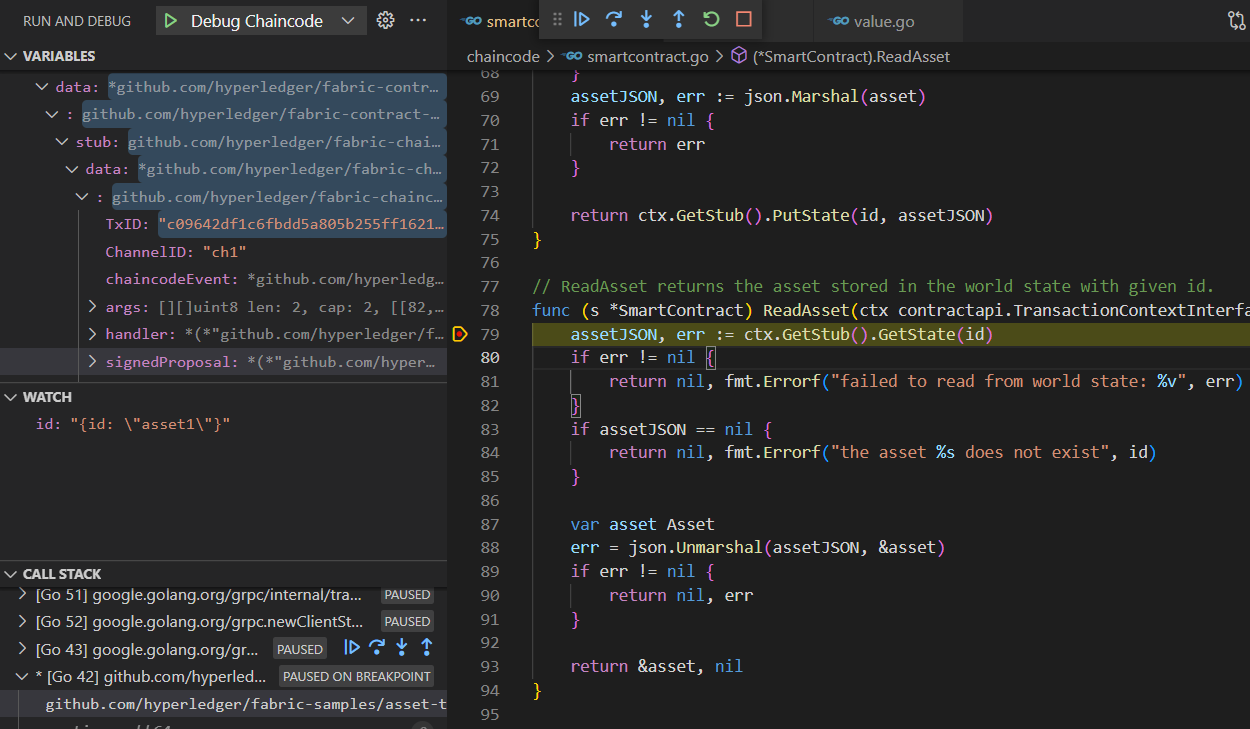 RUN AND DEBUG
Debug Chaincode
VARIABLES
data: *github.com/hyperledger/fabric-contr...
: github.com/hyperledger/fabric-contract-...
stub: github.com/hyperledger/fabric-chai...
data: *github.com/hyperledger/fabric-ch...
: github.com/hyperledger/fabric-chainc...
TxID: "c09642df1c6fbdd5a805b255ff1621...
ChannelID: "ch1"
chaincodeEvent: *github.com/hyperledg...
args: [][]uint8 len: 2, cap: 2, [[82,...
handler: *(*"github.com/hyperledger/f...
signedProposal: *(*"github.com/hyper...
WATCH
id: "{id: \"asset1\"}"
CALL STACK
[Go 51] google.golang.org/grpc/internal/tra... PAUSED
[Go 52] google.golang.org/grpc.newClientSt... PAUSED
[Go 43] google.golang.org/gr... PAUSED
* [Go 42] github.com/hyperled... PAUSED ON BREAKPOINT
github.com/hyperledger/fabric-samples/asset-t
GO smartc
GO value.go
chaincode > GO smartcontract.go > (*SmartContract).ReadAsset
68 }
69 assetJSON, err := json.Marshal(asset)
70 if err != nil {
71 return err
72 }
73
74 return ctx.GetStub().PutState(id, assetJSON)
75 }
76
77 // ReadAsset returns the asset stored in the world state with given id.
78 func (s *SmartContract) ReadAsset(ctx contractapi.TransactionContextInterfa
79 assetJSON, err := ctx.GetStub().GetState(id)
80 if err != nil {
81 return nil, fmt.Errorf("failed to read from world state: %v", err)
82 }
83 if assetJSON == nil {
84 return nil, fmt.Errorf("the asset %s does not exist", id)
85 }
86
87 var asset Asset
88 err = json.Unmarshal(assetJSON, &asset)
89 if err != nil {
90 return nil, err
91 }
92
93 return &asset, nil
94 }
95